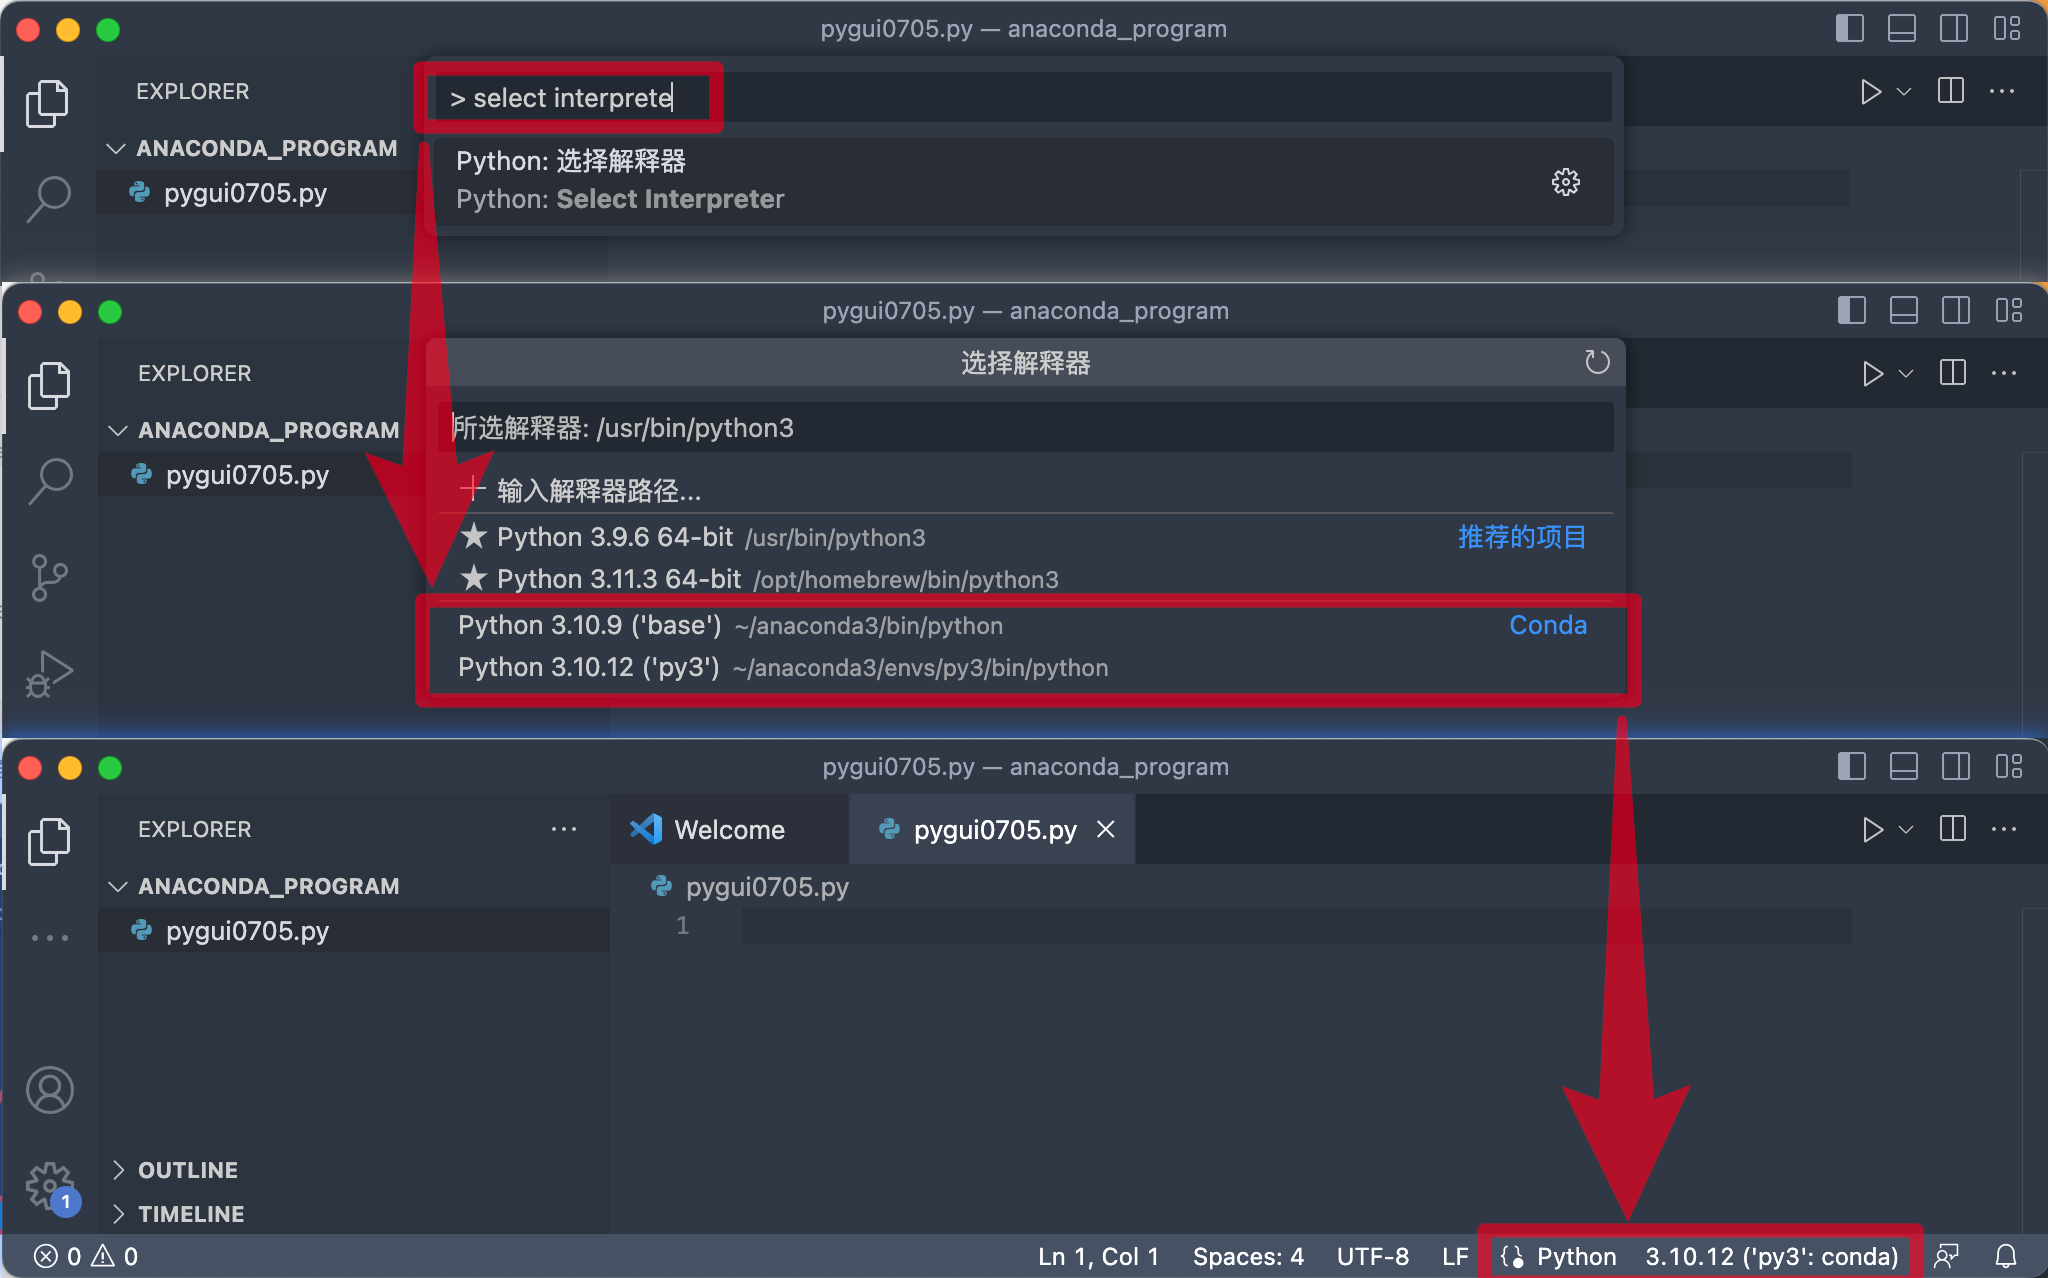 pygui0705.py — anaconda_program
EXPLORER
> select interprete
ANACONDA_PROGRAM
Python: 选择解释器
pygui0705.py
Python: Select Interpreter
pygui0705.py — anaconda_program
EXPLORER
选择解释器
ANACONDA_PROGRAM
所选解释器: /usr/bin/python3
pygui0705.py
输入解释器路径...
★ Python 3.9.6 64-bit /usr/bin/python3 推荐的项目
★ Python 3.11.3 64-bit /opt/homebrew/bin/python3
Python 3.10.9 ('base') ~/anaconda3/bin/python Conda
Python 3.10.12 ('py3') ~/anaconda3/envs/py3/bin/python
pygui0705.py — anaconda_program
EXPLORER
Welcome
pygui0705.py
ANACONDA_PROGRAM
pygui0705.py
pygui0705.py
1
OUTLINE
1
TIMELINE
0 0
Ln 1, Col 1 Spaces: 4 UTF-8 LF Python 3.10.12 ('py3': conda)